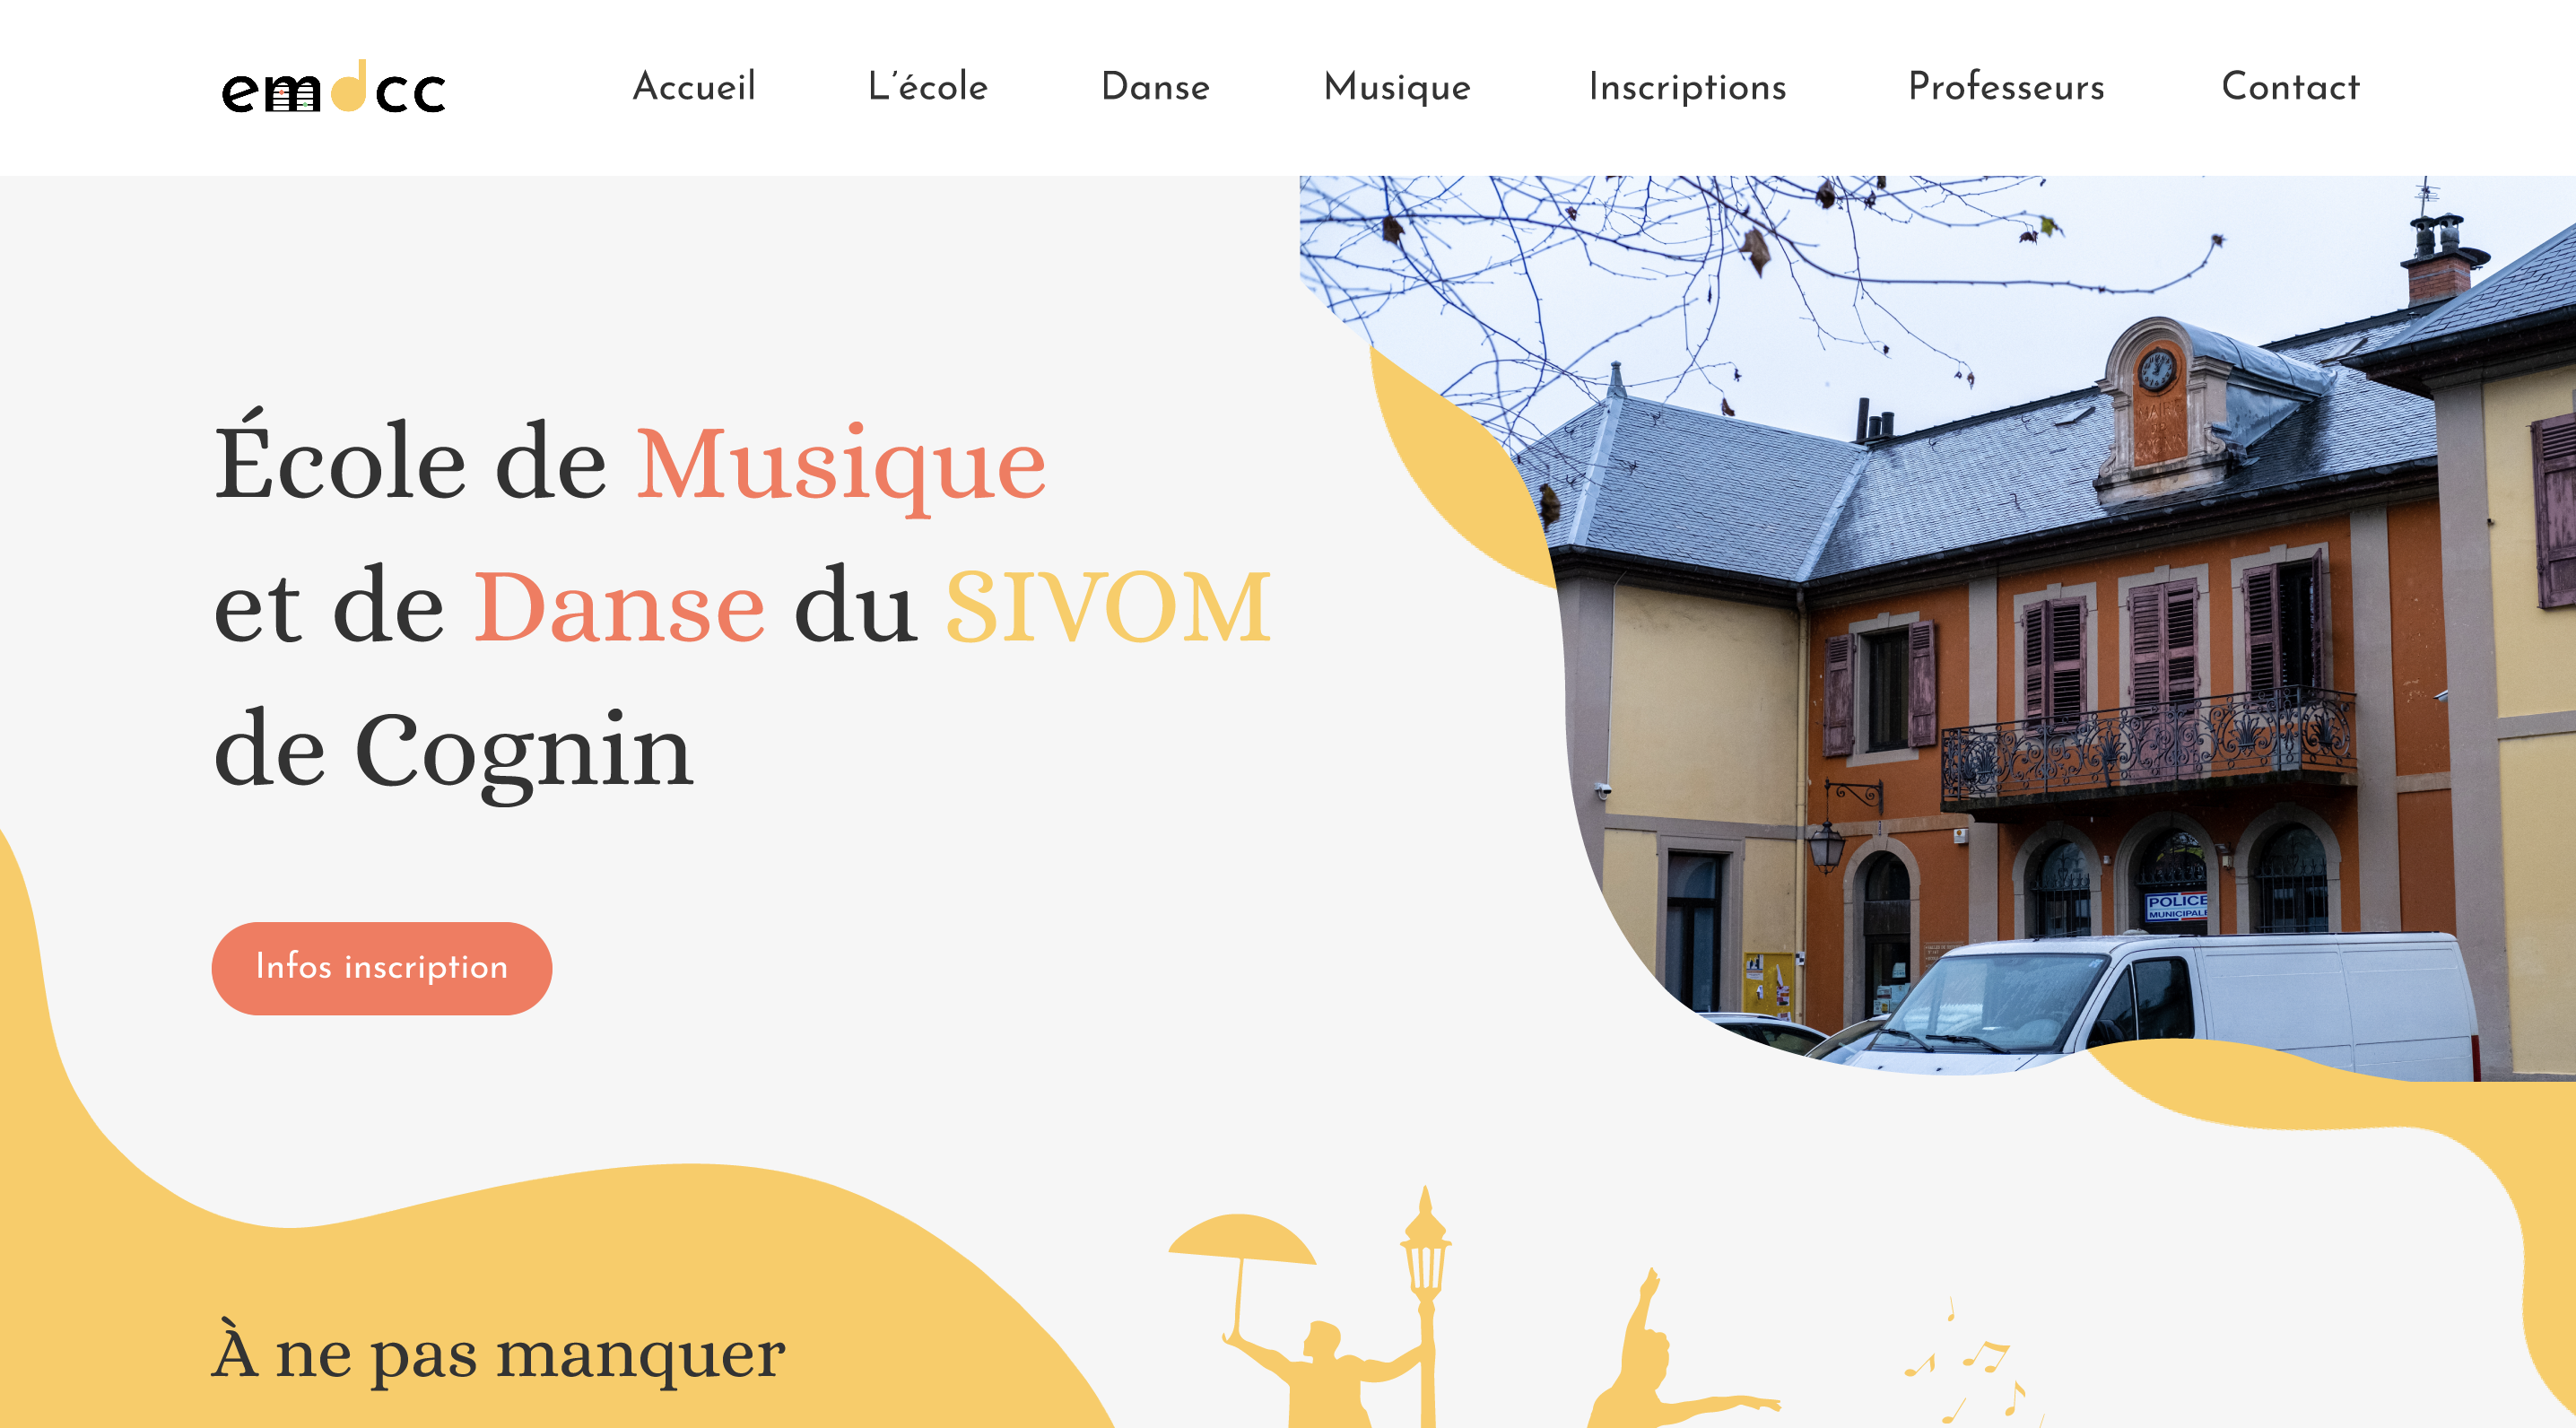 emdcc
Accueil
L'école
Danse
Musique
Inscriptions
Professeurs
Contact
École de Musique
et de Danse du SIVOM
de Cognin
Infos inscription
POLICE
MUNICIPALE
À ne pas manquer